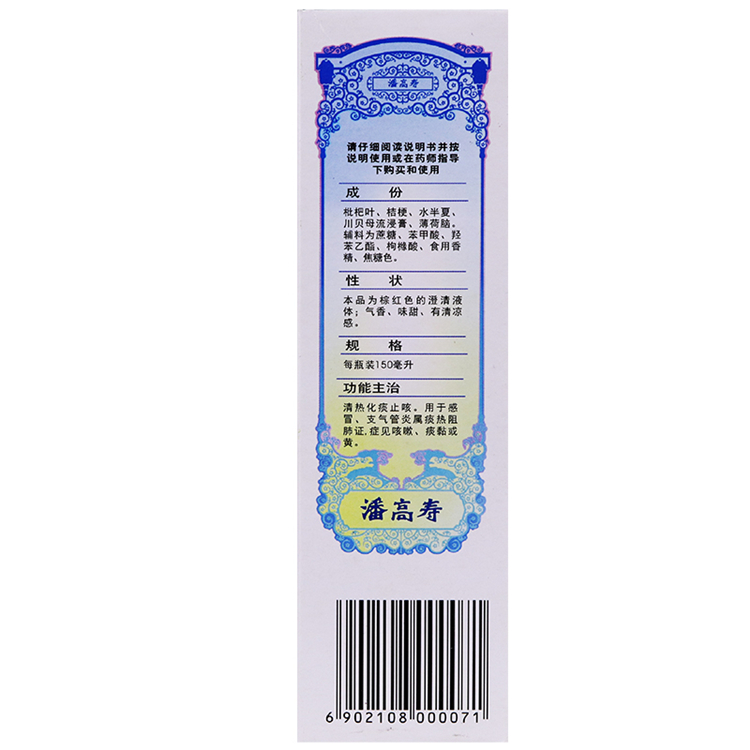 潘高寿
请仔细阅读说明书并按
说明使用或在药师指导
下购买和使用
成 份
枇杷叶、桔梗、水半夏、
川贝母流浸膏、薄荷脑。
辅料为蔗糖、苯甲酸、羟
苯乙酯、枸橼酸、食用香
精、焦糖色。
性 状
本品为棕红色的澄清液
体；气香、味甜、有清凉
感。
规 格
每瓶装150毫升
功能主治
清热化痰止咳。用于感
冒、支气管炎属痰热阻
肺证,症见咳嗽、痰黏或
黄。
潘高寿
6 902108 000071